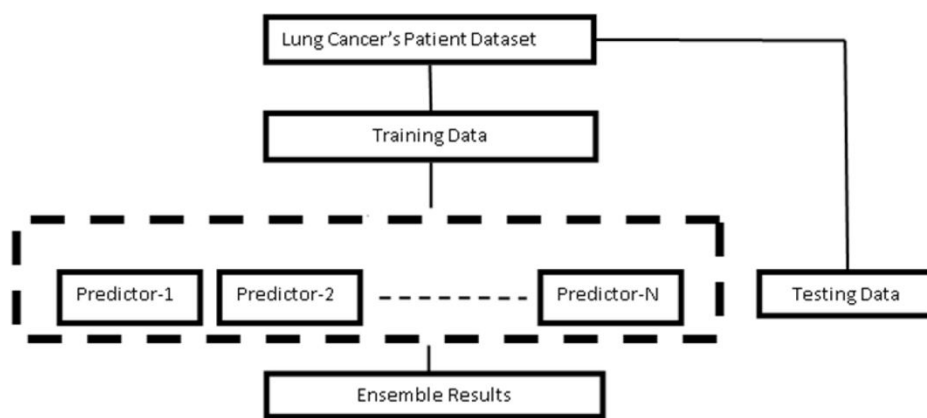 Lung Cancer's Patient Dataset
Training Data
Predictor-1
Predictor-2
Predictor-N
Testing Data
Ensemble Results